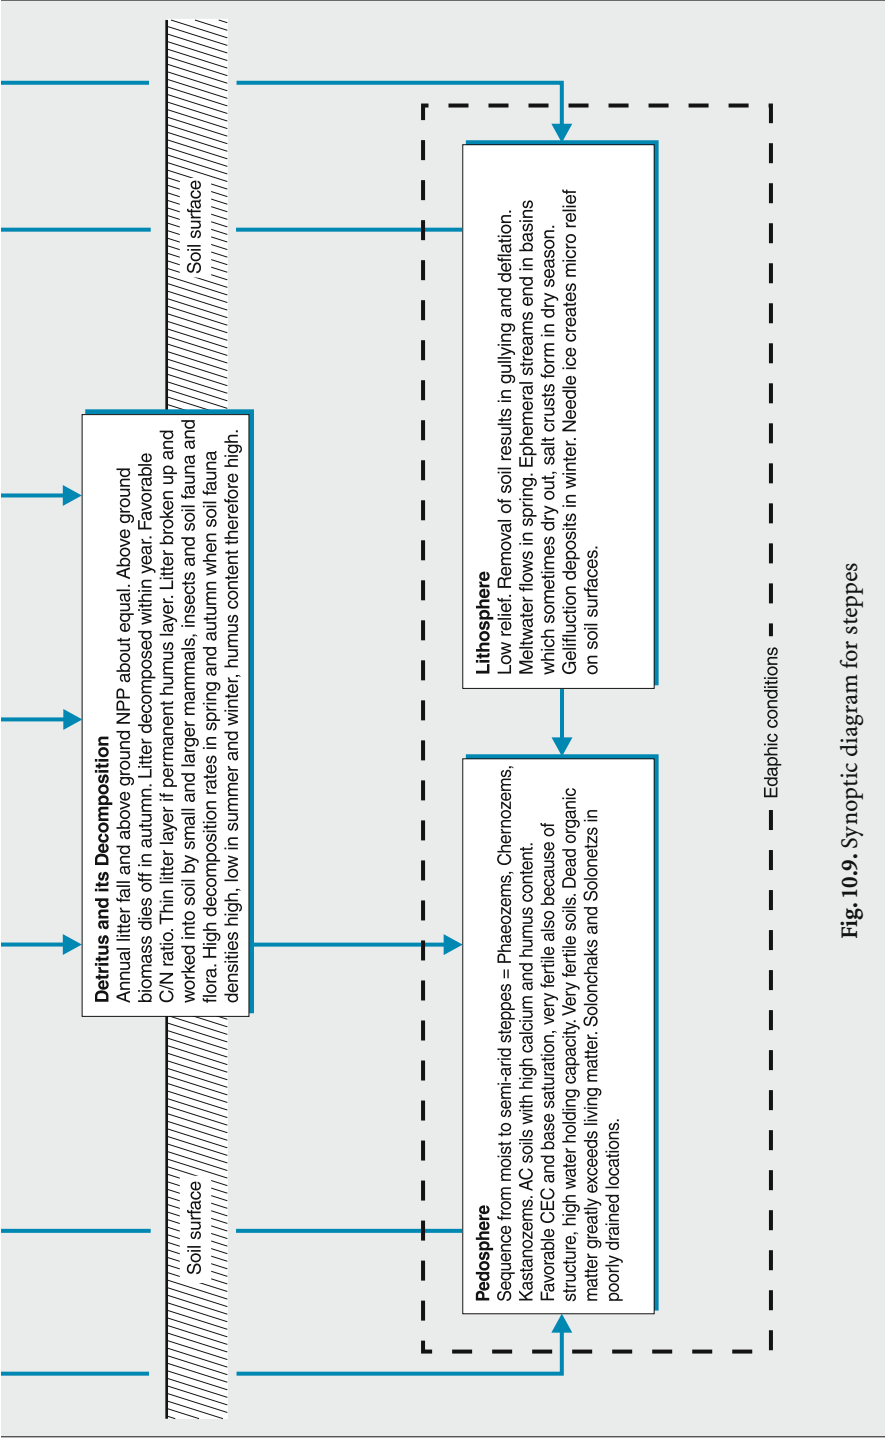 Soil surface
Soil surface
Detritus and its Decomposition
Annual litter fall and above ground NPP about equal. Above ground
biomass dies off in autumn. Litter decomposed within year. Favorable
C/N ratio. Thin litter layer if permanent humus layer. Litter broken up and
worked into soil by small and larger mammals, insects and soil fauna and
flora. High decomposition rates in spring and autumn when soil fauna
densities high, low in summer and winter, humus content therefore high.
Pedosphere
Sequence from moist to semi-arid steppes = Phaeozems, Chernozems,
Kastanozems. AC soils with high calcium and humus content.
Favorable CEC and base saturation, very fertile also because of
structure, high water holding capacity. Very fertile soils. Dead organic
matter greatly exceeds living matter. Solonchaks and Solonetzs in
poorly drained locations.
Lithosphere
Low relief. Removal of soil results in gullying and deflation.
Meltwater flows in spring. Ephemeral streams end in basins
which sometimes dry out, salt crusts form in dry season.
Gelifluction deposits in winter. Needle ice creates micro relief
on soil surfaces.
Edaphic conditions
Fig. 10.9. Synoptic diagram for steppes